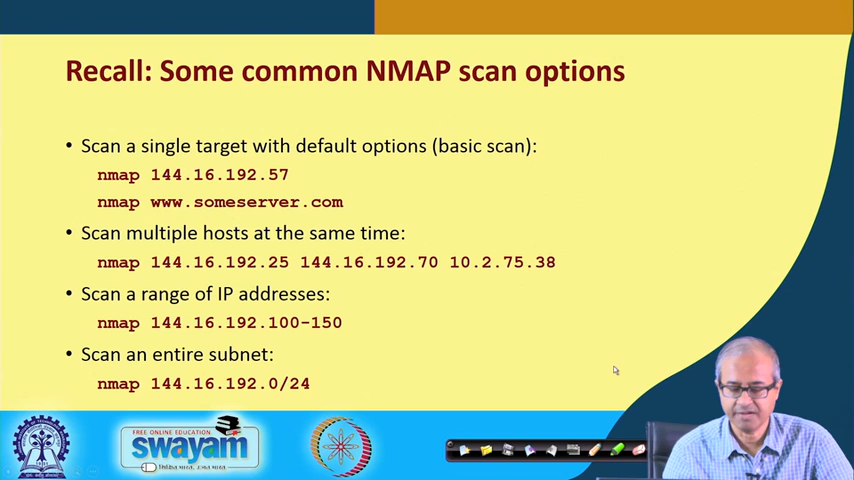 Recall: Some common NMAP scan options
• Scan a single target with default options (basic scan):
nmap 144.16.192.57
nmap www.someserver.com
• Scan multiple hosts at the same time:
nmap 144.16.192.25 144.16.192.70 10.2.75.38
• Scan a range of IP addresses:
nmap 144.16.192.100-150
• Scan an entire subnet:
nmap 144.16.192.0/24
FREE ONLINE EDUCATION
swayam